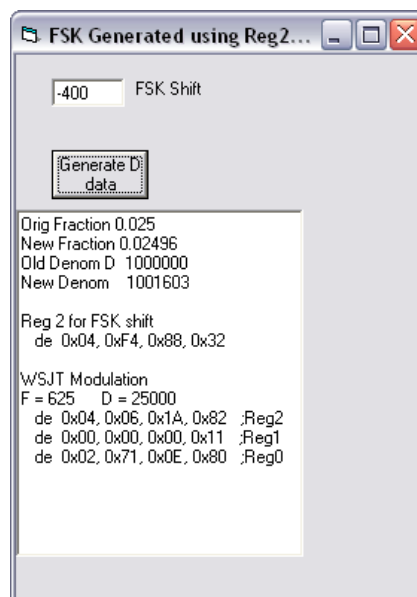 FSK Generated using Reg2...
-400 FSK Shift
Generate D
data
Orig Fraction 0.025
New Fraction 0.02496
Old Denom D 1000000
New Denom 1001603
Reg 2 for FSK shift
de 0x04, 0xF4, 0x88, 0x32
WSJT Modulation
F = 625 D = 25000
de 0x04, 0x06, 0x1A, 0x82 ;Reg2
de 0x00, 0x00, 0x00, 0x11 ;Reg1
de 0x02, 0x71, 0x0E, 0x80 ;Reg0